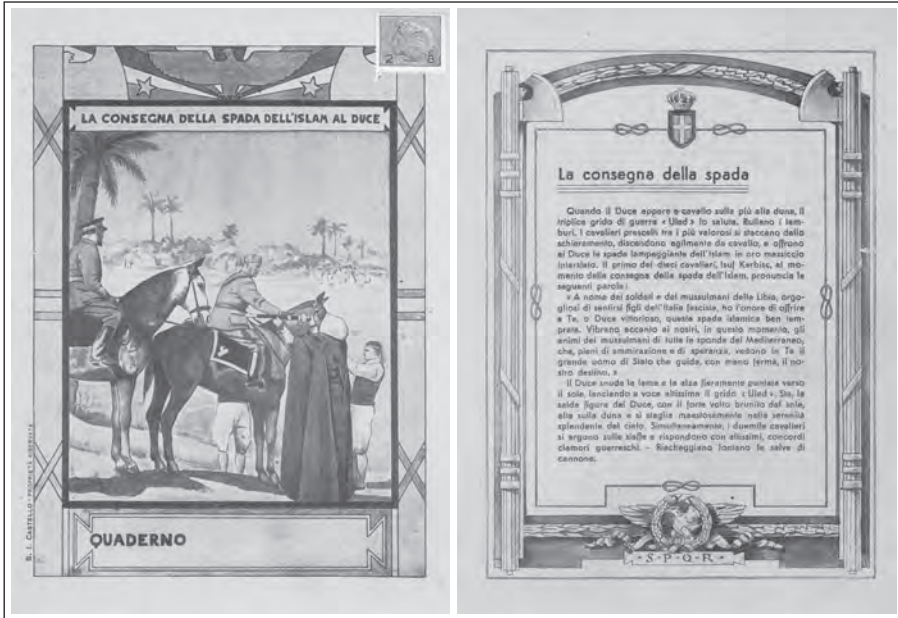 2 8
LA CONSEGNA DELLA SPADA DELL'ISLAM AL DUCE
B. I. CASTELLO - PROPRIETÀ RISERVATA
QUADERNO
La consegna della spada
Quando il Duce appare a cavallo sulla più alta duna, il
triplice grido di guerra « Uled » lo saluta. Rullano i tam-
buri. I cavalieri prescelti tra i più valorosi si staccano dallo
schieramento, discendono agilmente da cavallo, e offrono
al Duce la spada lampeggiante dell'Islam in oro massiccio
intarsiato. Il primo dei dieci cavalieri, Isuf Kerbisc, al mo-
mento della consegna della spada dell'Islam, pronuncia le
seguenti parole:
« A nome dei soldati e dei mussulmani della Libia, orgo-
gliosi di sentirsi figli dell'Italia fascista, ho l'onore di offrire
a Te, o Duce vittorioso, questa spada islamica ben tem-
prata. Vibrano accanto ai nostri, in questo momento, gli
animi dei mussulmani di tutte le sponde del Mediterraneo,
che, pieni di ammirazione e di speranza, vedono in Te il
grande uomo di Stato che guida, con mano ferma, il no-
stro destino. »
Il Duce snuda la lama e la alza fieramente puntata verso
il sole, lanciando a voce altissima il grido « Uled ». Sta, la
salda figura del Duce, con il forte volto brunito dal sole,
alta sulla duna e si staglia maestosamente nella serenità
splendente del cielo. Simultaneamente, i duemila cavalieri
si ergono sulle staffe e rispondono con altissimi, concordi
clamori guerreschi. - Riecheggiano lontano le salve di
cannone.
S·P·Q·R